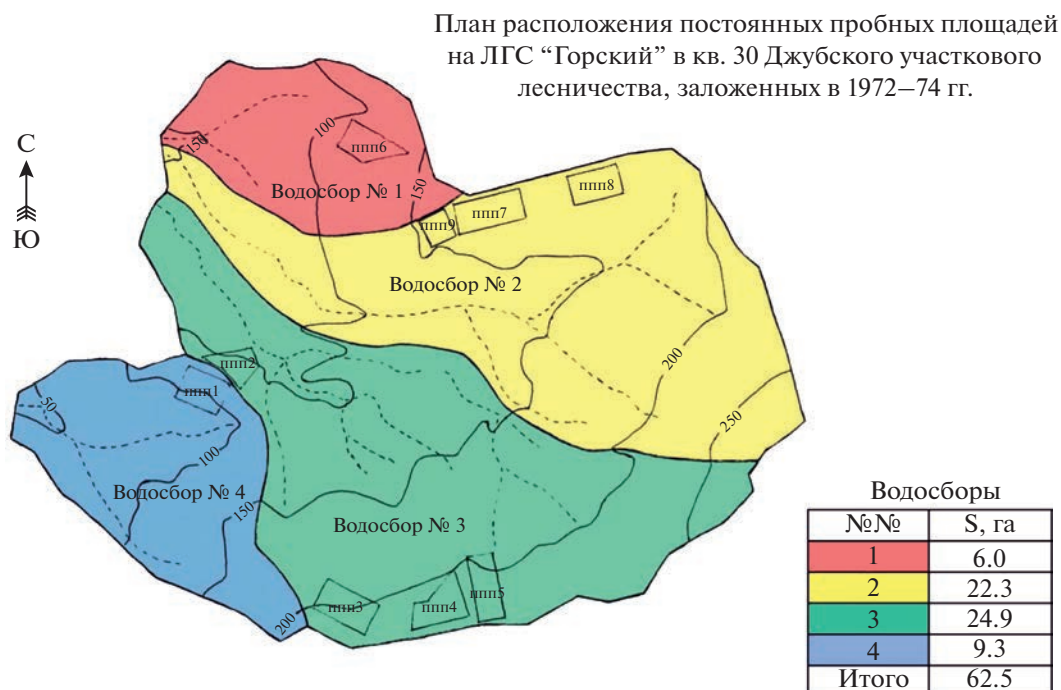 План расположения постоянных пробных площадей
на ЛГС “Горский” в кв. 30 Джубского участкового
лесничества, заложенных в 1972–74 гг.
С
Ю
150
100
ппп6
Водосбор № 1
150
ппп9
ппп7
ппп8
Водосбор № 2
100
200
250
ппп2
ппп1
50
100
Водосбор № 4
150
Водосбор № 3
200
ппп3
ппп4
ппп5
Водосборы
№№ S, га
1 6.0
2 22.3
3 24.9
4 9.3
Итого 62.5